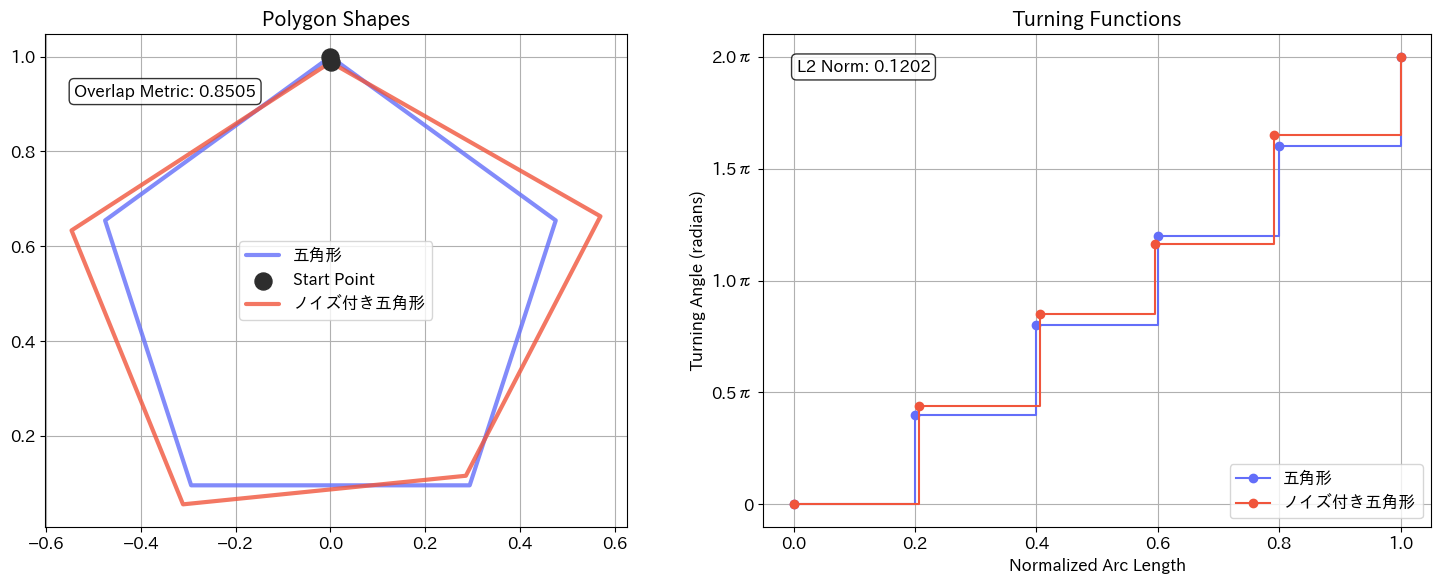 Polygon Shapes
1.0
0.8
0.6
0.4
0.2
−0.6
−0.4
−0.2
0.0
0.2
0.4
0.6
Overlap Metric: 0.8505
五角形
Start Point
ノイズ付き五角形
Turning Functions
Turning Angle (radians)
2.0 π
1.5 π
1.0 π
0.5 π
0
L2 Norm: 0.1202
五角形
ノイズ付き五角形
0.0
0.2
0.4
0.6
0.8
1.0
Normalized Arc Length